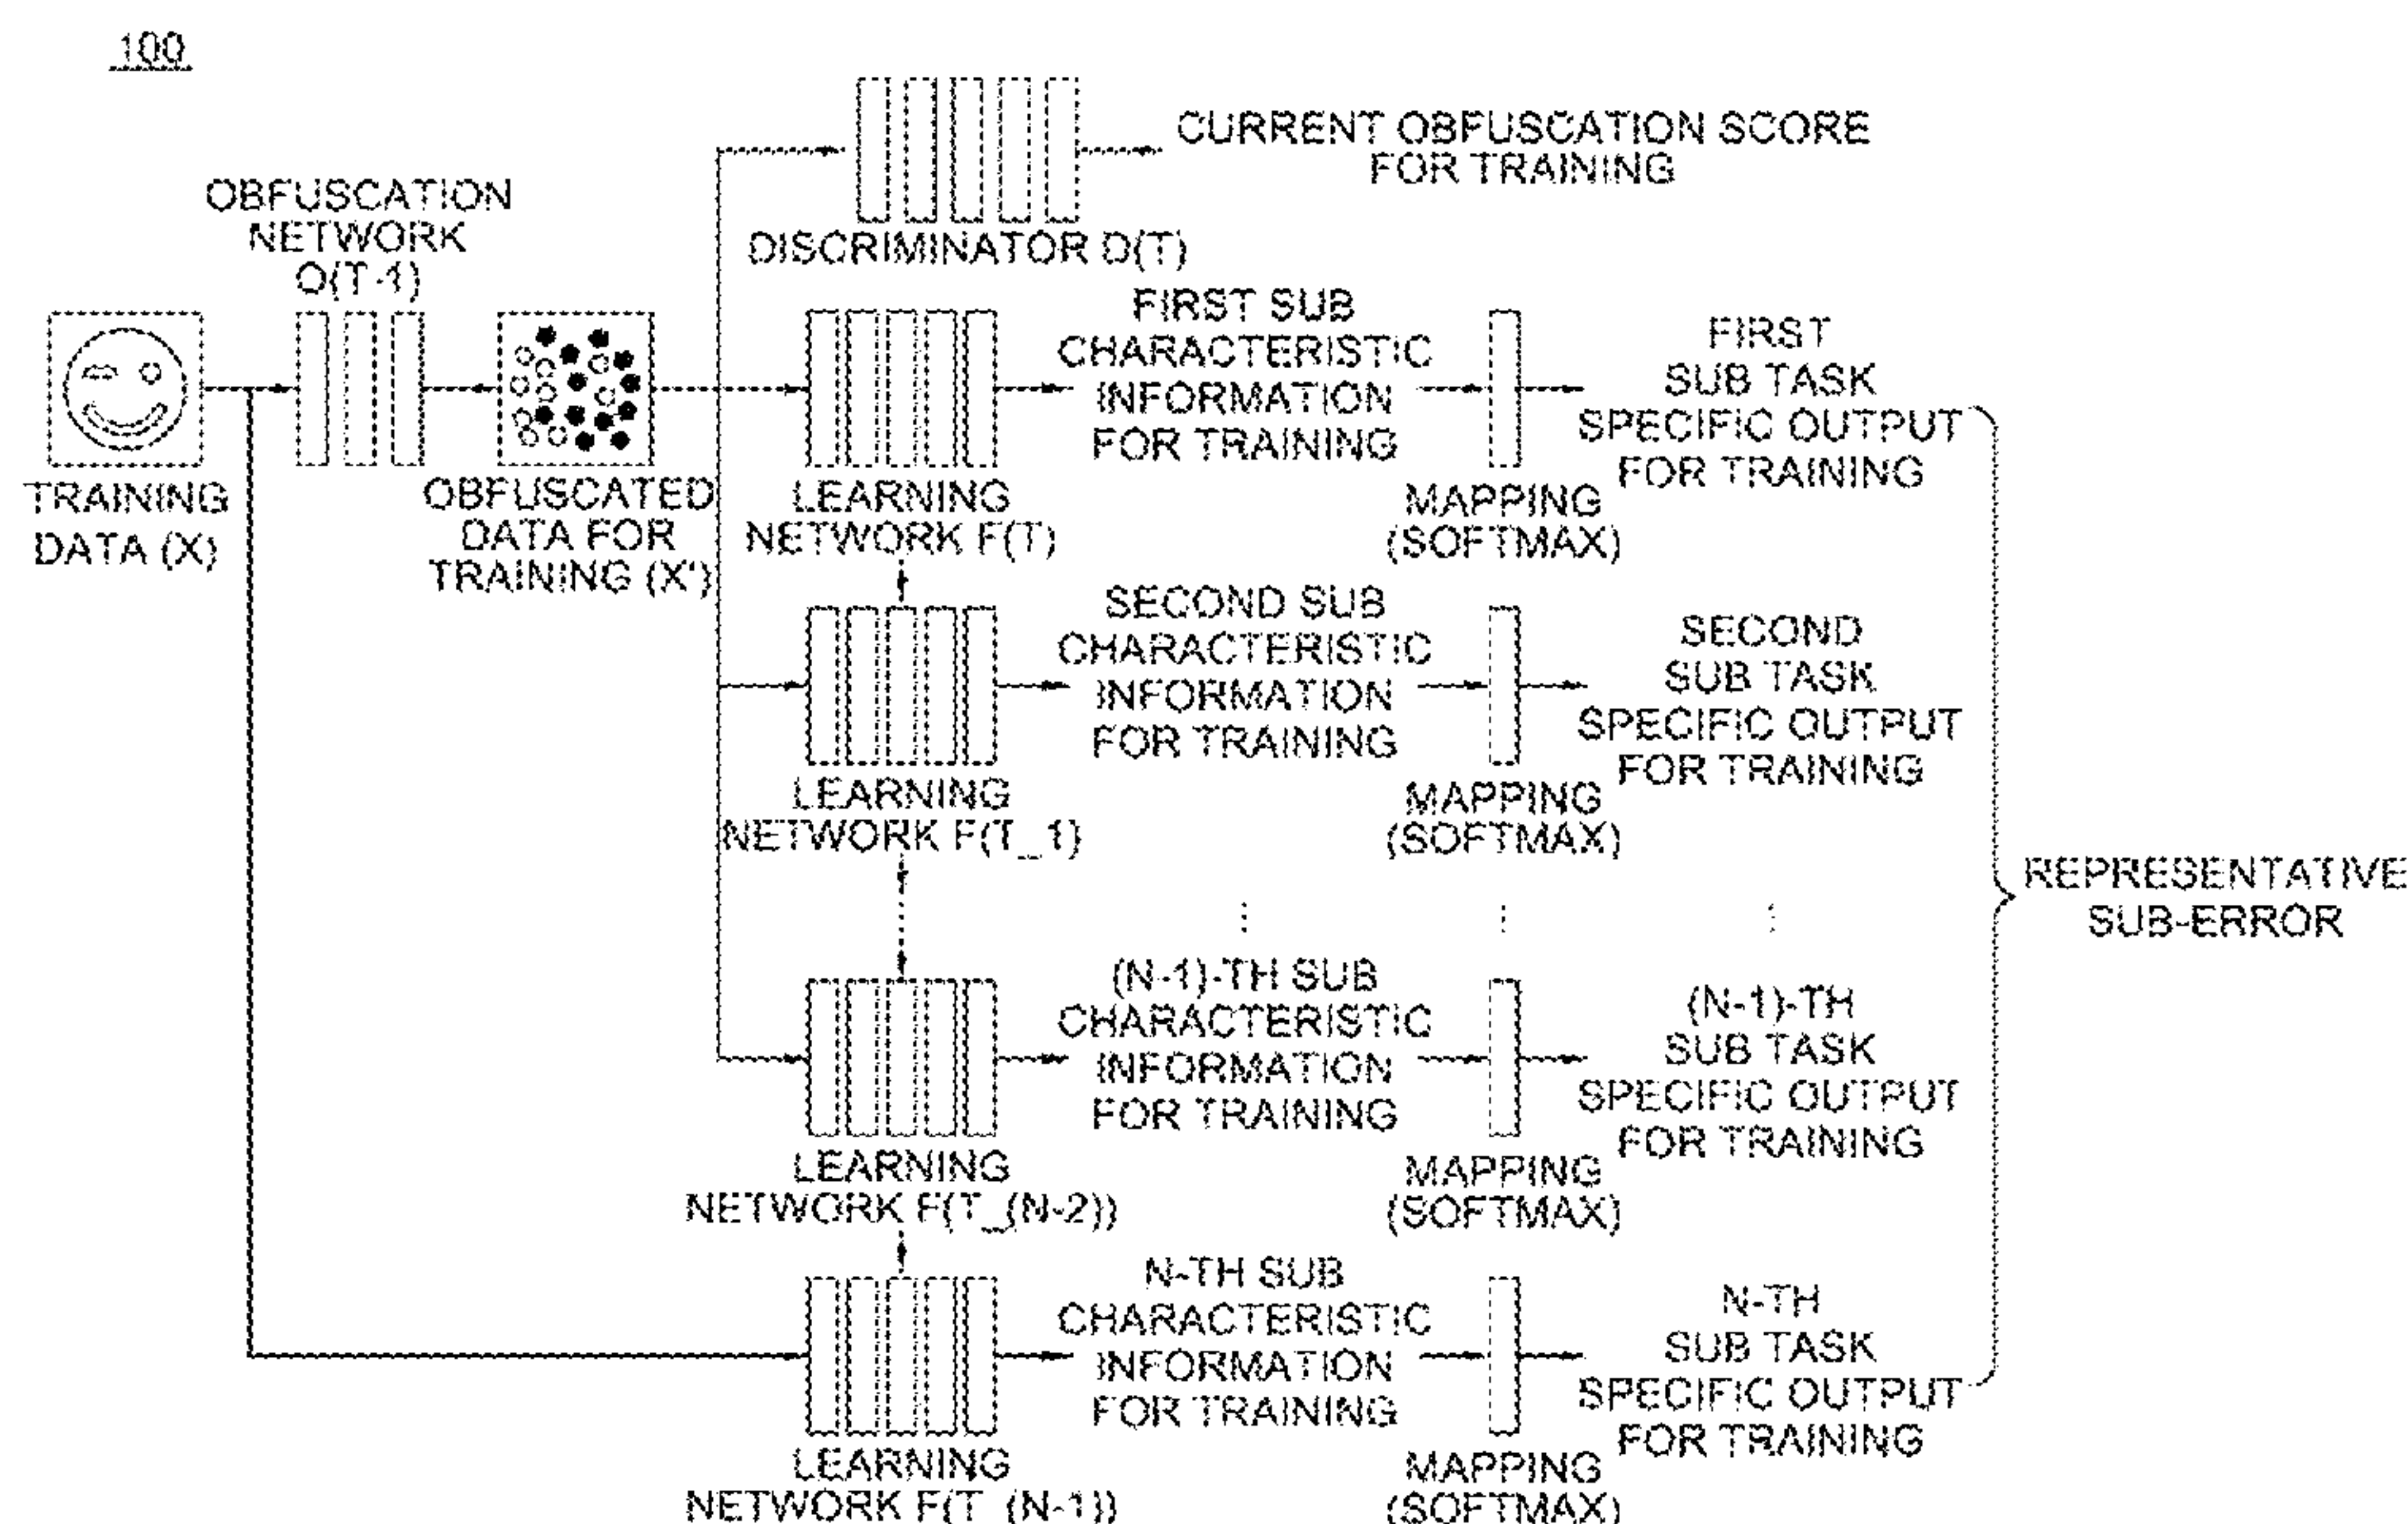 100
OBFUSCATION
NETWORK
O(T-1)
TRAINING
DATA (X)
OBFUSCATED
DATA FOR
TRAINING (X')
CURRENT OBFUSCATION SCORE
FOR TRAINING
DISCRIMINATOR D(T)
LEARNING
NETWORK F(T)
FIRST SUB
CHARACTERISTIC
INFORMATION
FOR TRAINING
MAPPING
(SOFTMAX)
FIRST
SUB TASK
SPECIFIC OUTPUT
FOR TRAINING
LEARNING
NETWORK F(T_1)
SECOND SUB
CHARACTERISTIC
INFORMATION
FOR TRAINING
MAPPING
(SOFTMAX)
SECOND
SUB TASK
SPECIFIC OUTPUT
FOR TRAINING
LEARNING
NETWORK F(T_(N-2))
(N-1)-TH SUB
CHARACTERISTIC
INFORMATION
FOR TRAINING
MAPPING
(SOFTMAX)
(N-1)-TH
SUB TASK
SPECIFIC OUTPUT
FOR TRAINING
LEARNING
NETWORK F(T_(N-1))
N-TH SUB
CHARACTERISTIC
INFORMATION
FOR TRAINING
MAPPING
(SOFTMAX)
N-TH
SUB TASK
SPECIFIC OUTPUT
FOR TRAINING
REPRESENTATIVE
SUB-ERROR